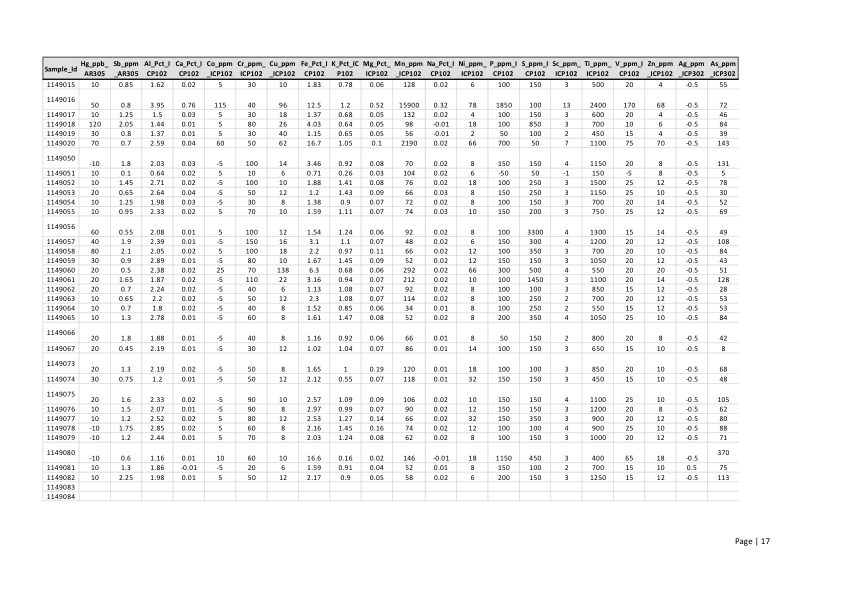 Sample_Id Hg_ppb_AR305 Sb_ppm_AR305 Al_Pct_ICP102 Ca_Pct_ICP102 Co_ppm_ICP102 Cr_ppm_ICP102 Cu_ppm_ICP102 Fe_Pct_ICP102 K_Pct_ICP102 Mg_Pct_ICP102 Mn_ppm_ICP102 Na_Pct_ICP102 Ni_ppm_ICP102 P_ppm_ICP102 S_ppm_ICP102 Sc_ppm_ICP102 Ti_ppm_ICP102 V_ppm_ICP102 Zn_ppm_ICP102 Ag_ppm_ICP302 As_ppm_ICP302
1149015 10 0.85 1.62 0.02 5 30 10 1.83 0.78 0.06 128 0.02 6 100 150 3 500 20 4 -0.5 55
1149016 50 0.8 3.95 0.76 115 40 96 12.5 1.2 0.52 15900 0.32 78 1850 100 13 2400 170 68 -0.5 72
1149017 10 1.25 1.5 0.03 5 30 18 1.37 0.68 0.05 132 0.02 4 100 150 3 600 20 4 -0.5 46
1149018 120 2.05 1.44 0.01 5 80 26 4.03 0.64 0.05 98 -0.01 18 100 850 3 700 10 6 -0.5 84
1149019 30 0.8 1.37 0.01 5 30 40 1.15 0.65 0.05 56 -0.01 2 50 100 2 450 15 4 -0.5 39
1149020 70 0.7 2.59 0.04 60 50 62 16.7 1.05 0.1 2190 0.02 66 700 50 7 1100 75 70 -0.5 143
1149050 -10 1.8 2.03 0.03 -5 100 14 3.46 0.92 0.08 70 0.02 8 150 150 4 1150 20 8 -0.5 131
1149051 10 0.1 0.64 0.02 5 10 6 0.71 0.26 0.03 104 0.02 6 -50 50 -1 150 -5 8 -0.5 5
1149052 10 1.45 2.71 0.02 -5 100 10 1.88 1.41 0.08 76 0.02 18 100 250 3 1500 25 12 -0.5 78
1149053 20 0.65 2.64 0.04 -5 50 12 1.2 1.43 0.09 66 0.03 8 150 250 3 1150 25 10 -0.5 30
1149054 10 1.25 1.98 0.03 -5 30 8 1.38 0.9 0.07 72 0.02 8 100 150 3 700 20 14 -0.5 52
1149055 10 0.95 2.33 0.02 5 70 10 1.59 1.11 0.07 74 0.03 10 150 200 3 750 25 12 -0.5 69
1149056 60 0.55 2.08 0.01 5 100 12 1.54 1.24 0.06 92 0.02 8 100 3300 4 1300 15 14 -0.5 49
1149057 40 1.9 2.39 0.01 -5 150 16 3.1 1.1 0.07 48 0.02 6 150 300 4 1200 20 12 -0.5 108
1149058 80 2.1 2.05 0.02 5 100 18 2.2 0.97 0.11 66 0.02 12 100 350 3 700 20 10 -0.5 84
1149059 30 0.9 2.89 0.01 -5 80 10 1.67 1.5 0.05 52 0.02 12 150 150 3 1050 20 12 -0.5 43
1149060 20 0.5 2.38 0.02 25 70 138 6.3 0.68 0.06 292 0.02 66 300 500 4 550 20 20 -0.5 51
1149061 20 1.65 1.87 0.02 -5 110 22 3.16 0.94 0.07 212 0.02 10 100 1450 3 1100 20 14 -0.5 128
1149062 20 0.7 2.24 0.02 -5 40 6 1.13 1.08 0.07 92 0.02 8 100 100 3 850 15 12 -0.5 28
1149063 10 0.65 2.2 0.02 -5 50 12 2.3 1.08 0.07 114 0.02 8 100 250 2 700 20 12 -0.5 53
1149064 10 0.7 1.8 0.02 -5 40 8 1.52 0.85 0.06 34 0.01 8 100 250 2 550 15 12 -0.5 53
1149065 10 1.3 2.78 0.01 -5 60 8 1.61 1.47 0.08 52 0.02 8 200 350 4 1050 25 10 -0.5 84
1149066 20 1.8 1.88 0.01 -5 40 8 1.16 0.92 0.06 66 0.01 8 50 150 2 800 20 8 -0.5 42
1149067 20 0.45 2.19 0.01 -5 30 12 1.02 1.04 0.07 86 0.01 14 100 150 3 650 15 10 -0.5 8
1149073 20 1.3 2.19 0.02 -5 50 8 1.65 1 0.19 120 0.01 18 100 100 3 850 20 10 -0.5 68
1149074 30 0.75 1.2 0.01 -5 50 12 2.12 0.55 0.07 118 0.01 32 150 150 3 450 15 10 -0.5 48
1149075 20 1.6 2.33 0.02 -5 90 10 2.57 1.09 0.09 106 0.02 10 150 150 4 1100 25 10 -0.5 105
1149076 10 1.5 2.07 0.01 -5 90 8 2.97 0.99 0.07 90 0.02 12 150 150 3 1200 20 8 -0.5 62
1149077 10 1.2 2.52 0.02 5 80 12 2.53 1.27 0.14 66 0.02 32 150 350 3 900 20 12 -0.5 80
1149078 -10 1.75 2.85 0.02 5 60 8 2.16 1.45 0.16 74 0.02 12 100 100 4 900 25 10 -0.5 88
1149079 -10 1.2 2.44 0.01 5 70 8 2.03 1.24 0.08 62 0.02 8 100 150 3 1000 20 12 -0.5 71
1149080 -10 0.6 1.16 0.01 10 60 10 16.6 0.16 0.02 146 -0.01 18 1150 450 3 400 65 18 -0.5 370
1149081 10 1.3 1.86 -0.01 -5 20 6 1.59 0.91 0.04 52 0.01 8 150 100 2 700 15 10 0.5 75
1149082 10 2.25 1.98 0.01 5 50 12 2.17 0.9 0.05 58 0.02 6 200 150 3 1250 15 12 -0.5 113
1149083
1149084
Page | 17